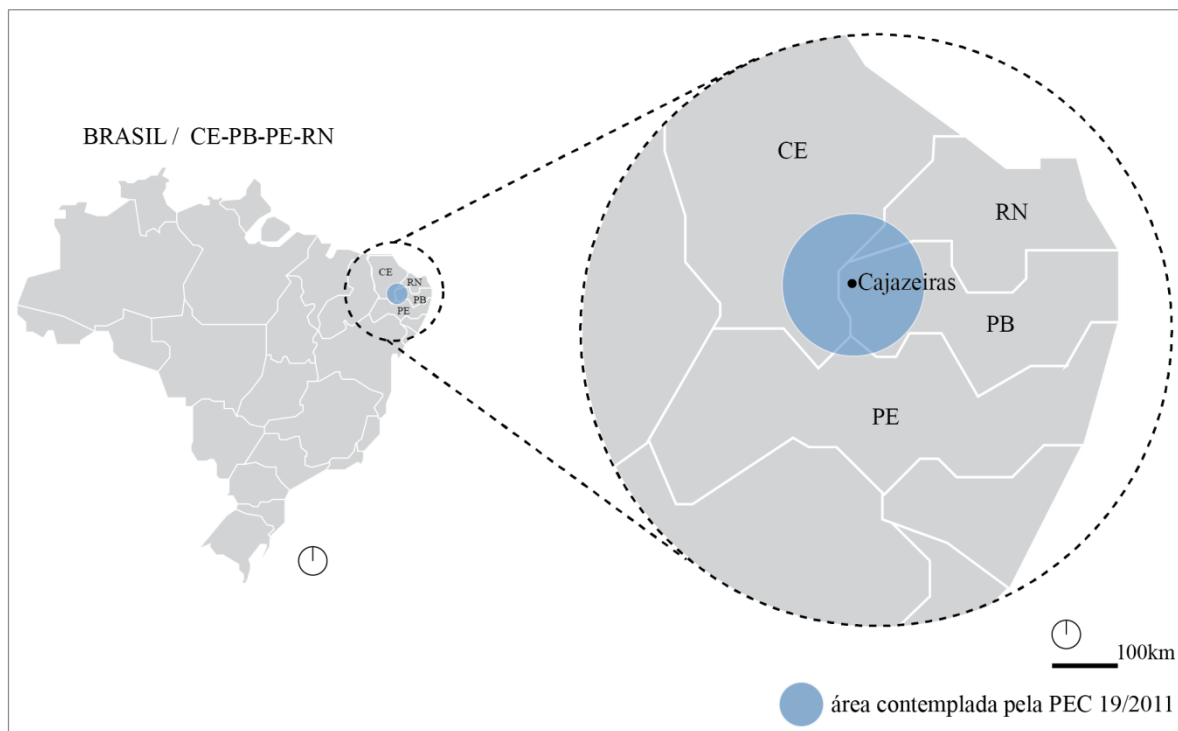 BRASIL / CE-PB-PE-RN
CE
RN
PB
PE
CE
RN
Cajazeiras
PB
PE
100km
área contemplada pela PEC 19/2011